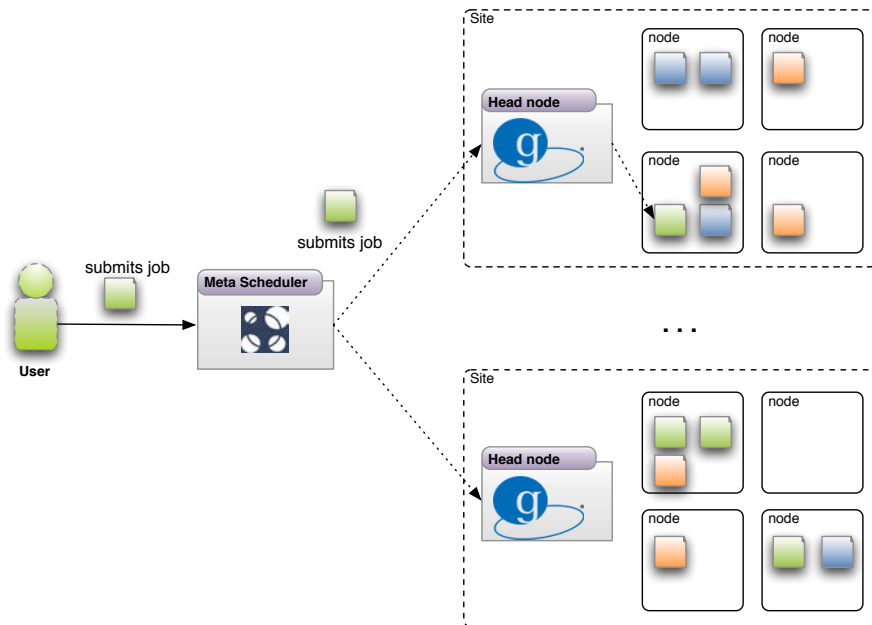 Site
node
node
Head node
g
node
node
submits job
submits job
Meta Scheduler
User
. . .
Site
node
node
Head node
g
node
node